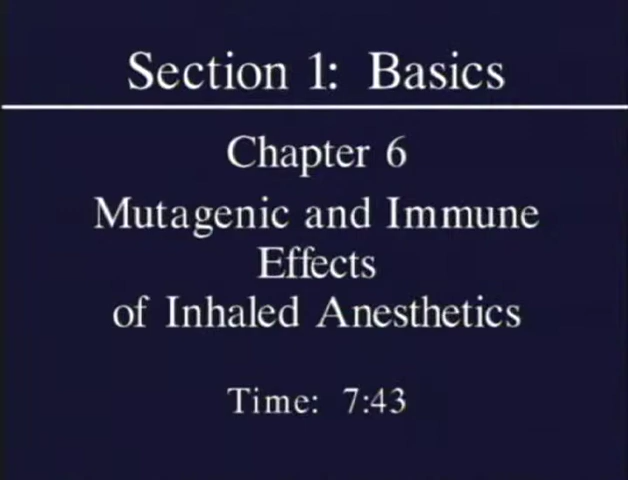 Section 1: Basics
Chapter 6
Mutagenic and Immune
Effects
of Inhaled Anesthetics
Time: 7:43